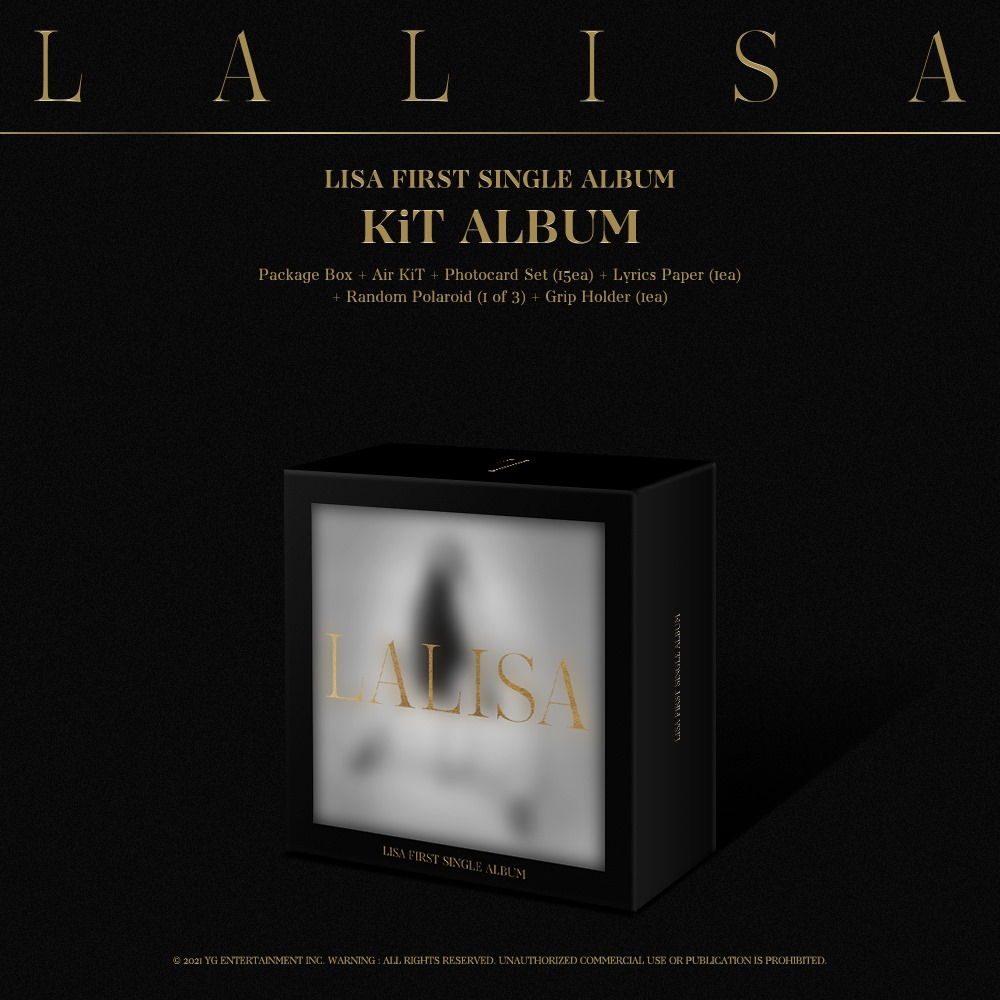 LALISA
LISA FIRST SINGLE ALBUM
KiT ALBUM
Package Box + Air KiT + Photocard Set (15ea) + Lyrics Paper (1ea)
+ Random Polaroid (1 of 3) + Grip Holder (1ea)
LALISA
LISA FIRST SINGLE ALBUM
LISA FIRST SINGLE ALBUM
© 2021 YG ENTERTAINMENT INC. WARNING : ALL RIGHTS RESERVED. UNAUTHORIZED COMMERCIAL USE OR PUBLICATION IS PROHIBITED.